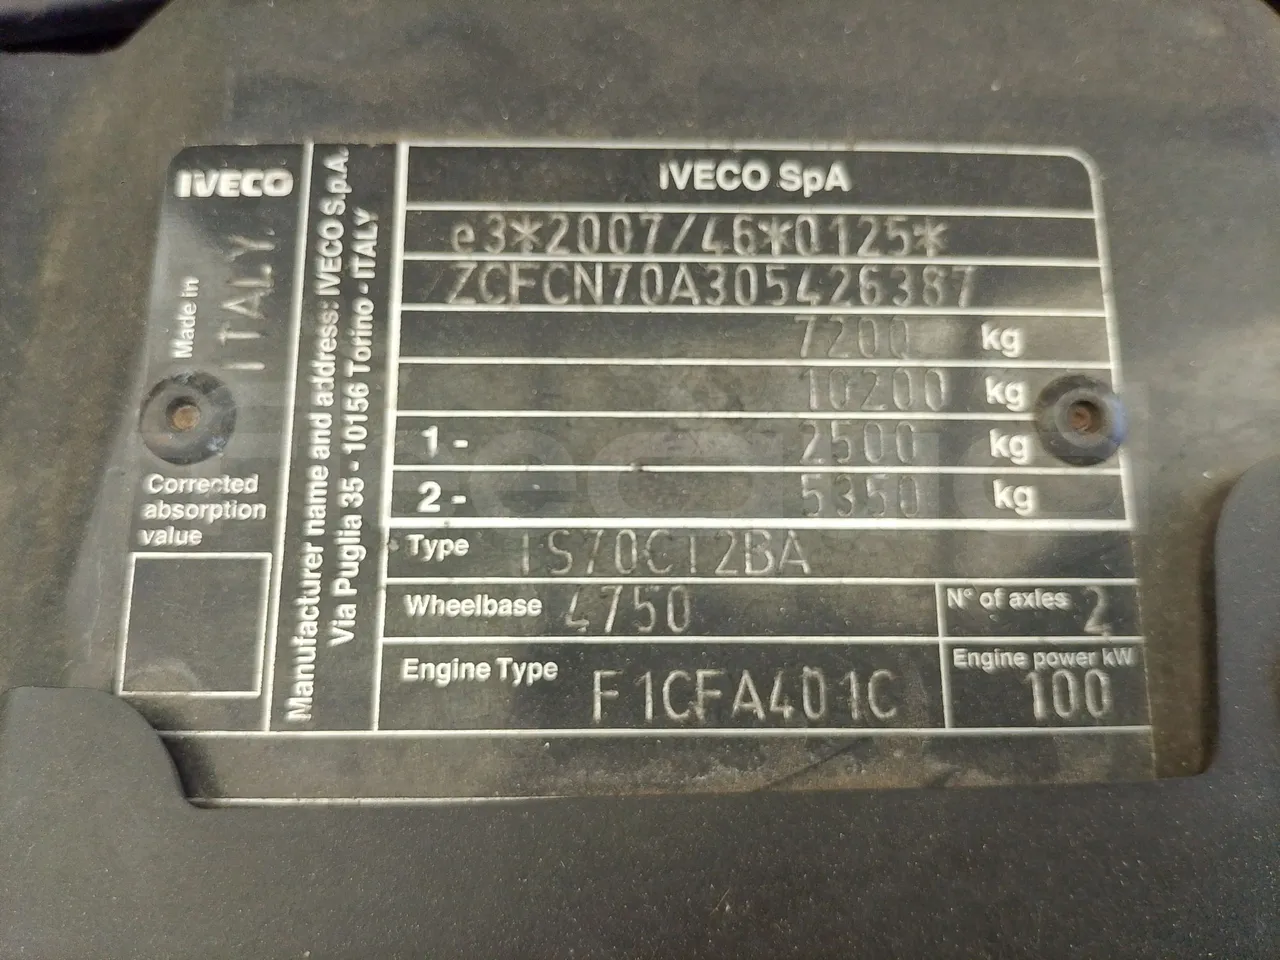 IVECO
Made in
ITALY.
Corrected
absorption
value
Manufacturer name and address: IVECO S.p.A.
Via Puglia 35 - 10156 Torino - ITALY
IVECO SpA
e3*2007/46*0125*
ZCFCN70A305426387
7200 kg
10200 kg
1 - 2500 kg
2 - 5350 kg
Type IS70CI2BA
Wheelbase 4750
N° of axles 2
Engine Type F1CFA401C
Engine power kW
100